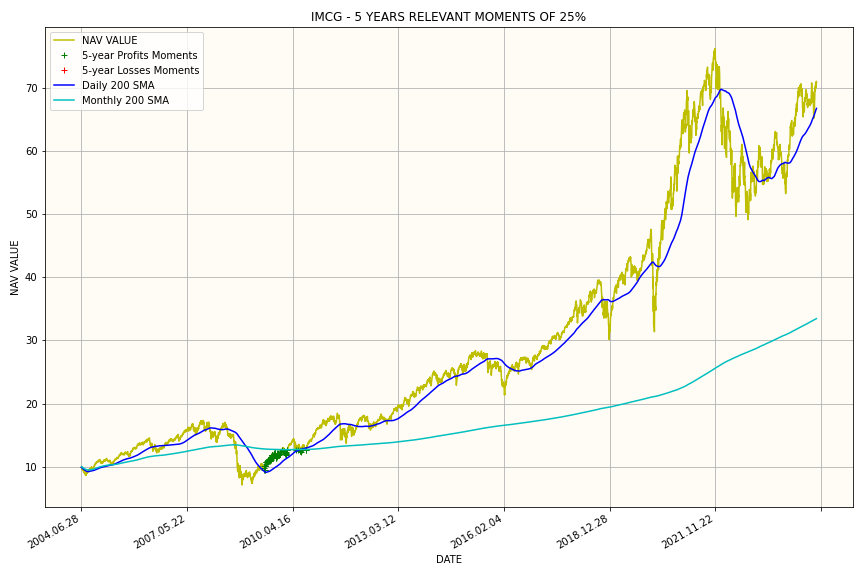 IMCG - 5 YEARS RELEVANT MOMENTS OF 25%
NAV VALUE
5-year Profits Moments
5-year Losses Moments
Daily 200 SMA
Monthly 200 SMA
70
60
50
40
30
20
10
NAV VALUE
2004.06.28
2007.05.22
2010.04.16
2013.03.12
2016.02.04
2018.12.28
2021.11.22
DATE